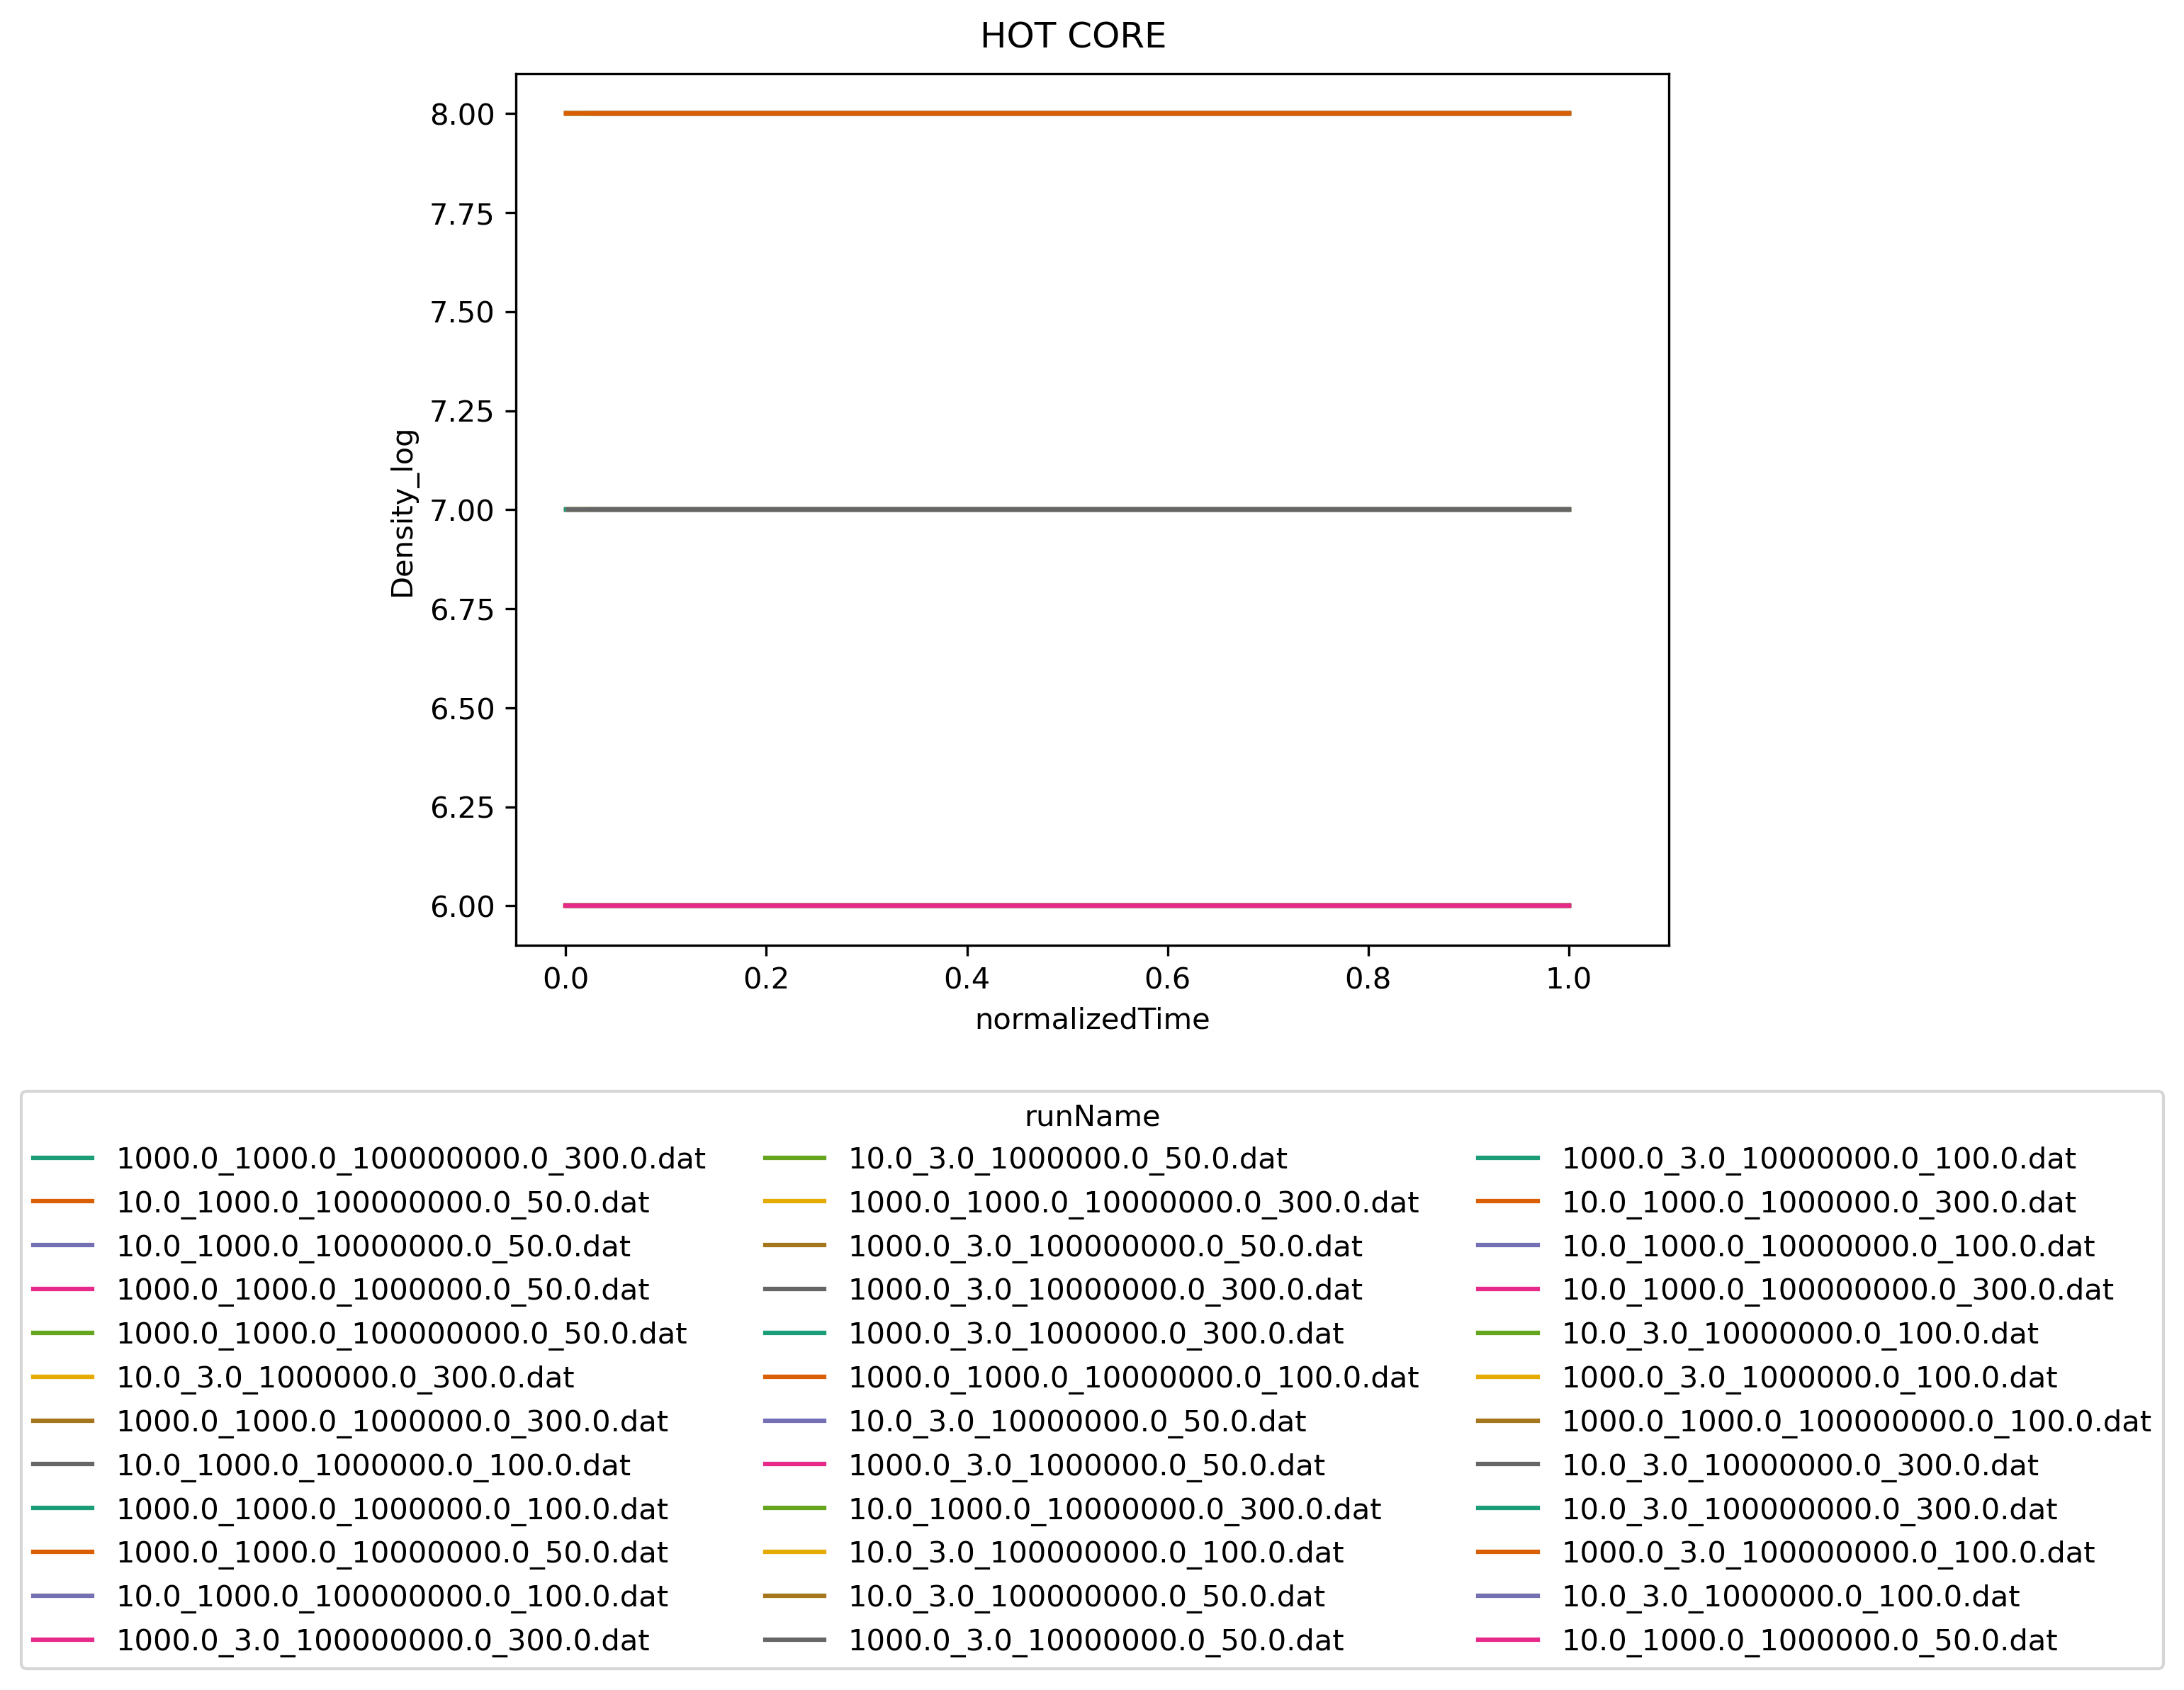 HOT CORE
8.00
7.75
7.50
7.25
7.00
6.75
6.50
6.25
6.00
Density_log
0.0 0.2 0.4 0.6 0.8 1.0
normalizedTime
runName
1000.0_1000.0_100000000.0_300.0.dat
10.0_1000.0_100000000.0_50.0.dat
10.0_1000.0_10000000.0_50.0.dat
1000.0_1000.0_1000000.0_50.0.dat
1000.0_1000.0_100000000.0_50.0.dat
10.0_3.0_1000000.0_300.0.dat
1000.0_1000.0_1000000.0_300.0.dat
10.0_1000.0_1000000.0_100.0.dat
1000.0_1000.0_1000000.0_100.0.dat
1000.0_1000.0_10000000.0_50.0.dat
10.0_1000.0_100000000.0_100.0.dat
1000.0_3.0_100000000.0_300.0.dat
10.0_3.0_1000000.0_50.0.dat
1000.0_1000.0_10000000.0_300.0.dat
1000.0_3.0_100000000.0_50.0.dat
1000.0_3.0_10000000.0_300.0.dat
1000.0_3.0_1000000.0_300.0.dat
1000.0_1000.0_10000000.0_100.0.dat
10.0_3.0_10000000.0_50.0.dat
1000.0_3.0_1000000.0_50.0.dat
10.0_1000.0_10000000.0_300.0.dat
10.0_3.0_100000000.0_100.0.dat
10.0_3.0_100000000.0_50.0.dat
1000.0_3.0_10000000.0_50.0.dat
1000.0_3.0_10000000.0_100.0.dat
10.0_1000.0_1000000.0_300.0.dat
10.0_1000.0_10000000.0_100.0.dat
10.0_1000.0_100000000.0_300.0.dat
10.0_3.0_10000000.0_100.0.dat
1000.0_3.0_1000000.0_100.0.dat
1000.0_1000.0_100000000.0_100.0.dat
10.0_3.0_10000000.0_300.0.dat
10.0_3.0_100000000.0_300.0.dat
1000.0_3.0_100000000.0_100.0.dat
10.0_3.0_1000000.0_100.0.dat
10.0_1000.0_1000000.0_50.0.dat